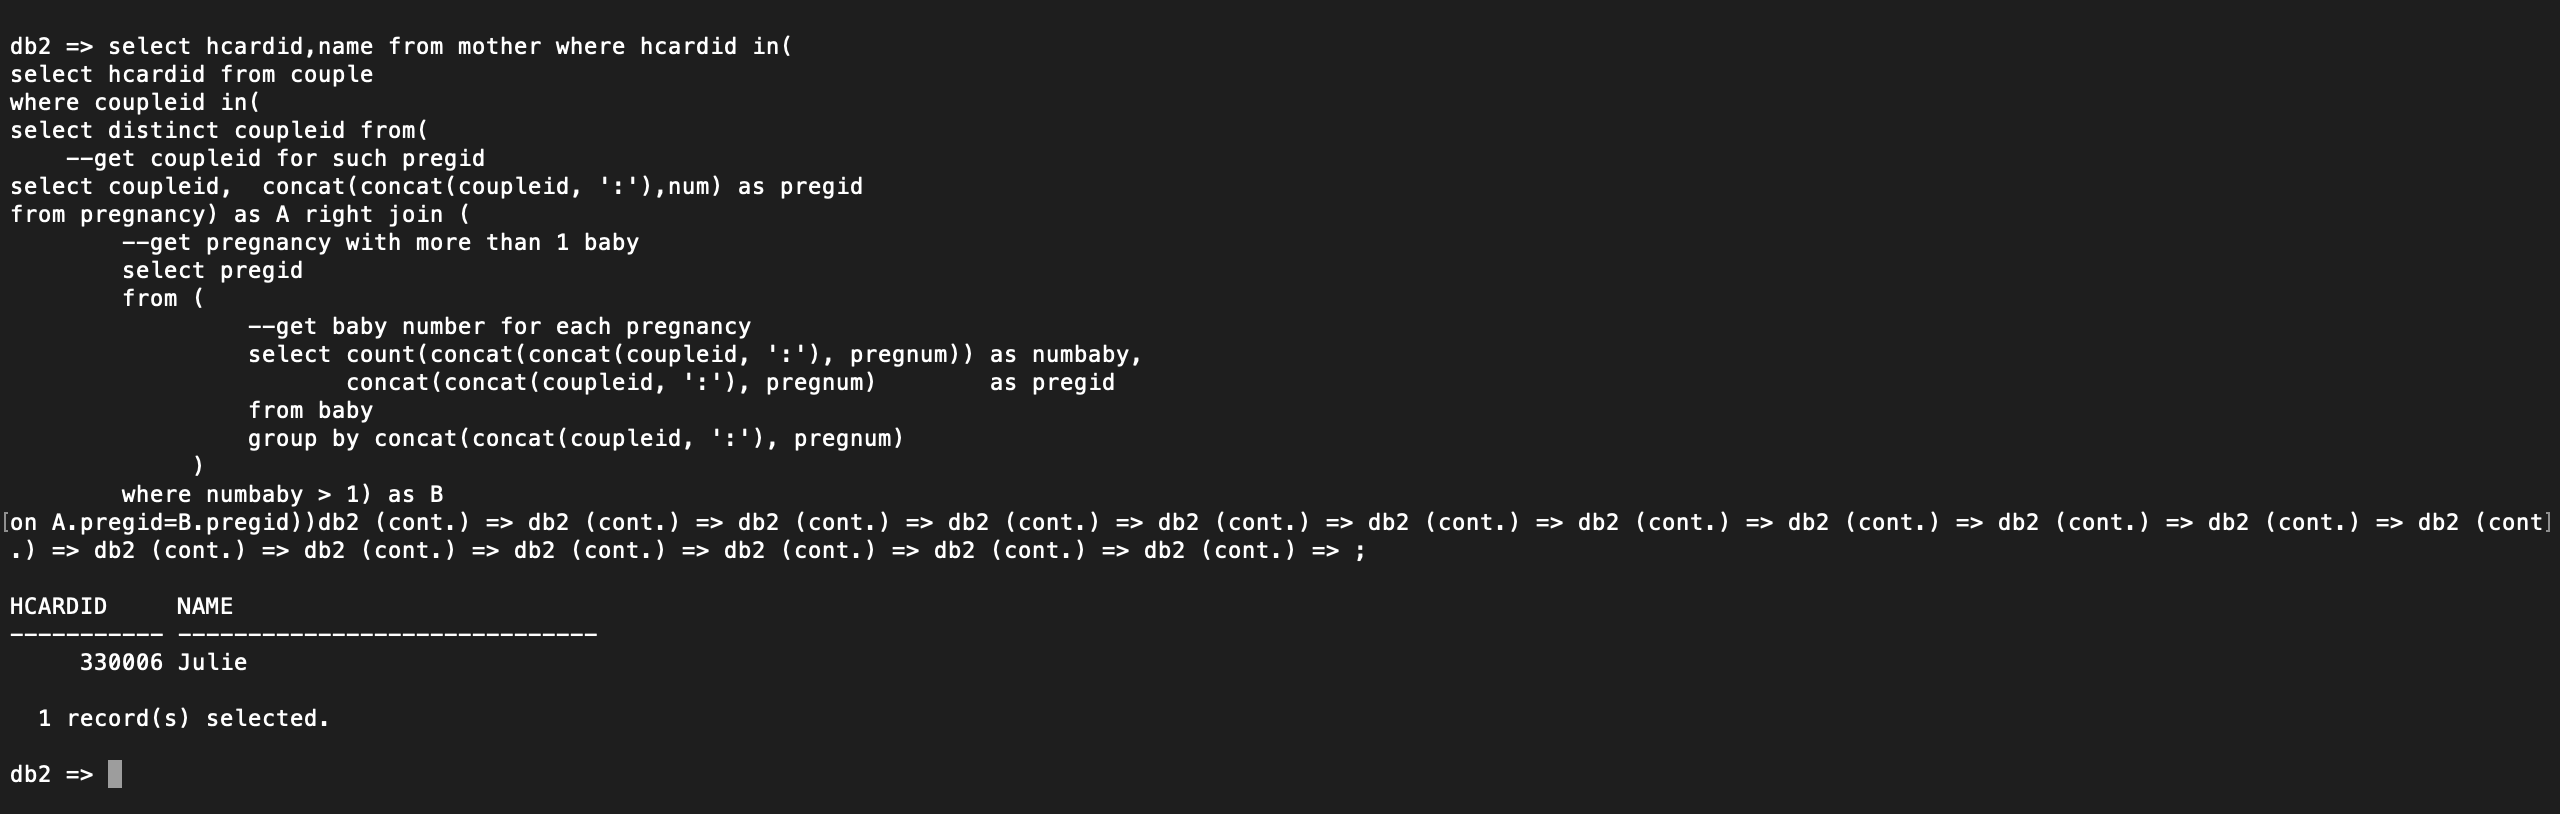 db2 => select hcardid,name from mother where hcardid in(
select hcardid from couple
where coupleid in(
select distinct coupleid from(
    --get coupleid for such pregid
select coupleid,  concat(concat(coupleid, ':'),num) as pregid
from pregnancy) as A right join (
        --get pregnancy with more than 1 baby
        select pregid
        from (
                 --get baby number for each pregnancy
                 select count(concat(concat(coupleid, ':'), pregnum)) as numbaby,
                        concat(concat(coupleid, ':'), pregnum)        as pregid
                 from baby
                 group by concat(concat(coupleid, ':'), pregnum)
             )
        where numbaby > 1) as B
[on A.pregid=B.pregid))db2 (cont.) => db2 (cont.) => db2 (cont.) => db2 (cont.) => db2 (cont.) => db2 (cont.) => db2 (cont.) => db2 (cont.) => db2 (cont.) => db2 (cont.) => db2 (cont]
.) => db2 (cont.) => db2 (cont.) => db2 (cont.) => db2 (cont.) => db2 (cont.) => db2 (cont.) => ;

HCARDID     NAME
----------- ------------------------------
     330006 Julie

  1 record(s) selected.

db2 =>